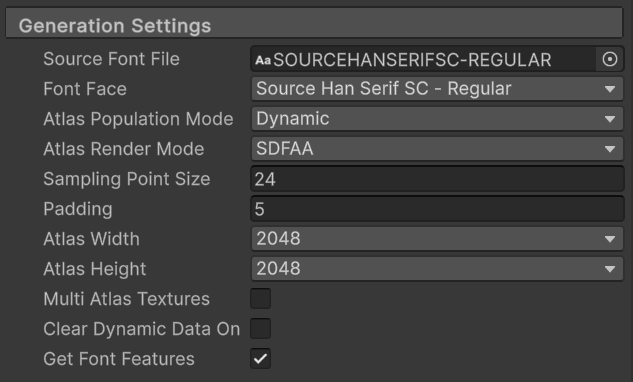 Generation Settings
Source Font File Aa SOURCEHANSERIFSC-REGULAR
Font Face Source Han Serif SC - Regular
Atlas Population Mode Dynamic
Atlas Render Mode SDFAA
Sampling Point Size 24
Padding 5
Atlas Width 2048
Atlas Height 2048
Multi Atlas Textures
Clear Dynamic Data On
Get Font Features